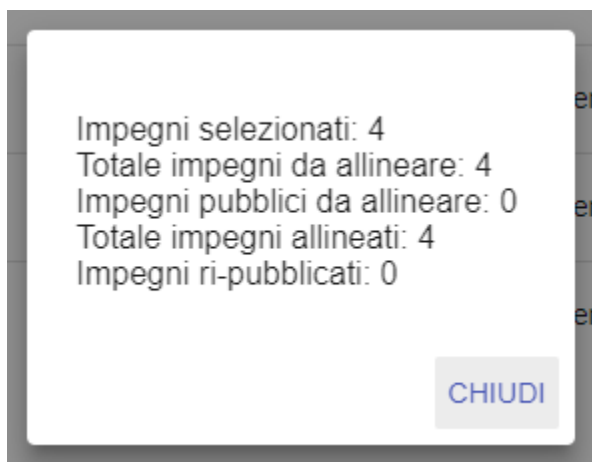 Impegni selezionati: 4
Totale impegni da allineare: 4
Impegni pubblici da allineare: 0
Totale impegni allineati: 4
Impegni ri-pubblicati: 0
CHIUDI